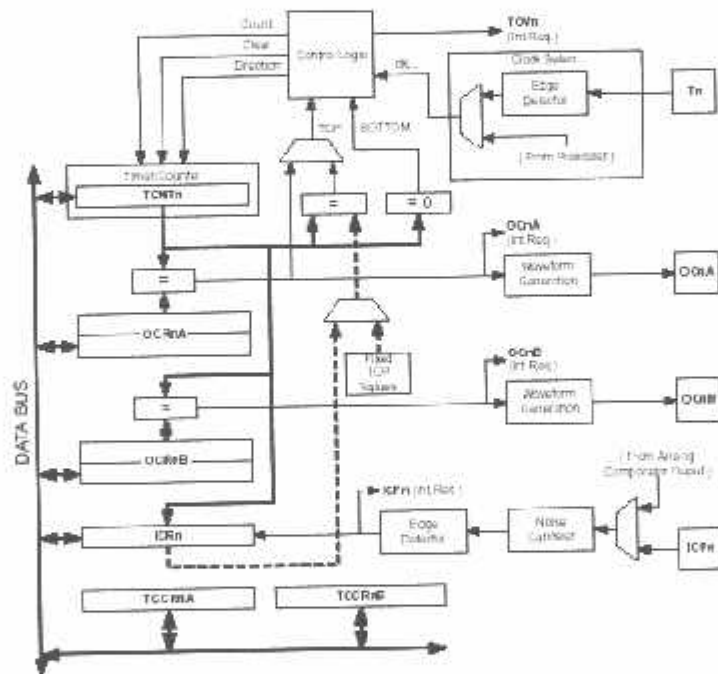 Count
Clear
Direction
Control Logic
TOVn
(Int.Req.)
Clock Select
Edge
Detector
Tn
TOP
BOTTOM
( From Prescaler )
Timer/Counter
TCNTn
=
= 0
OCnA
(Int.Req.)
=
Waveform
Generation
OCnA
OCRnA
Fixed
TOP
Values
OCnB
(Int.Req.)
=
Waveform
Generation
OCnB
DATA BUS
OCRnB
( From Analog
Comparator Ouput )
ICFn (Int.Req.)
ICRn
Edge
Detector
Noise
Canceler
ICPn
TCCRnA
TCCRnB